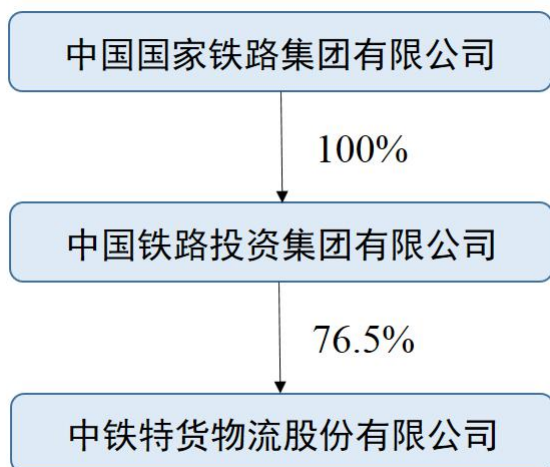 中国国家铁路集团有限公司
100%
中国铁路投资集团有限公司
76.5%
中铁特货物流股份有限公司